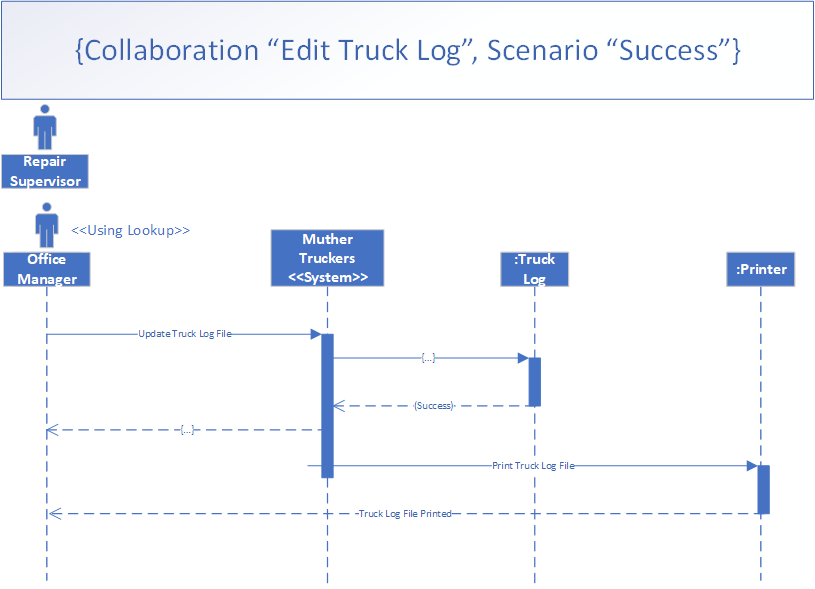 {Collaboration “Edit Truck Log”, Scenario “Success”}
Repair
Supervisor
<<Using Lookup>>
Office
Manager
Muther
Truckers
<<System>>
:Truck
Log
:Printer
Update Truck Log File
{...}
(Success)
{...}
Print Truck Log File
Truck Log File Printed